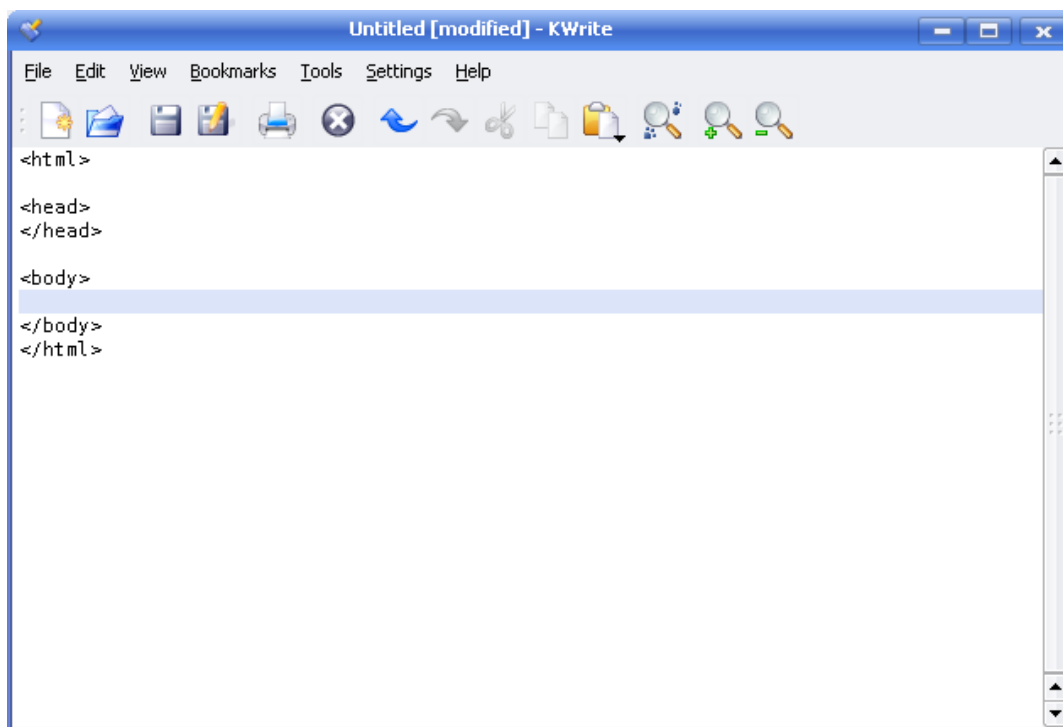 Untitled [modified] - KWrite
File Edit View Bookmarks Tools Settings Help
<html>
<head>
</head>
<body>
</body>
</html>